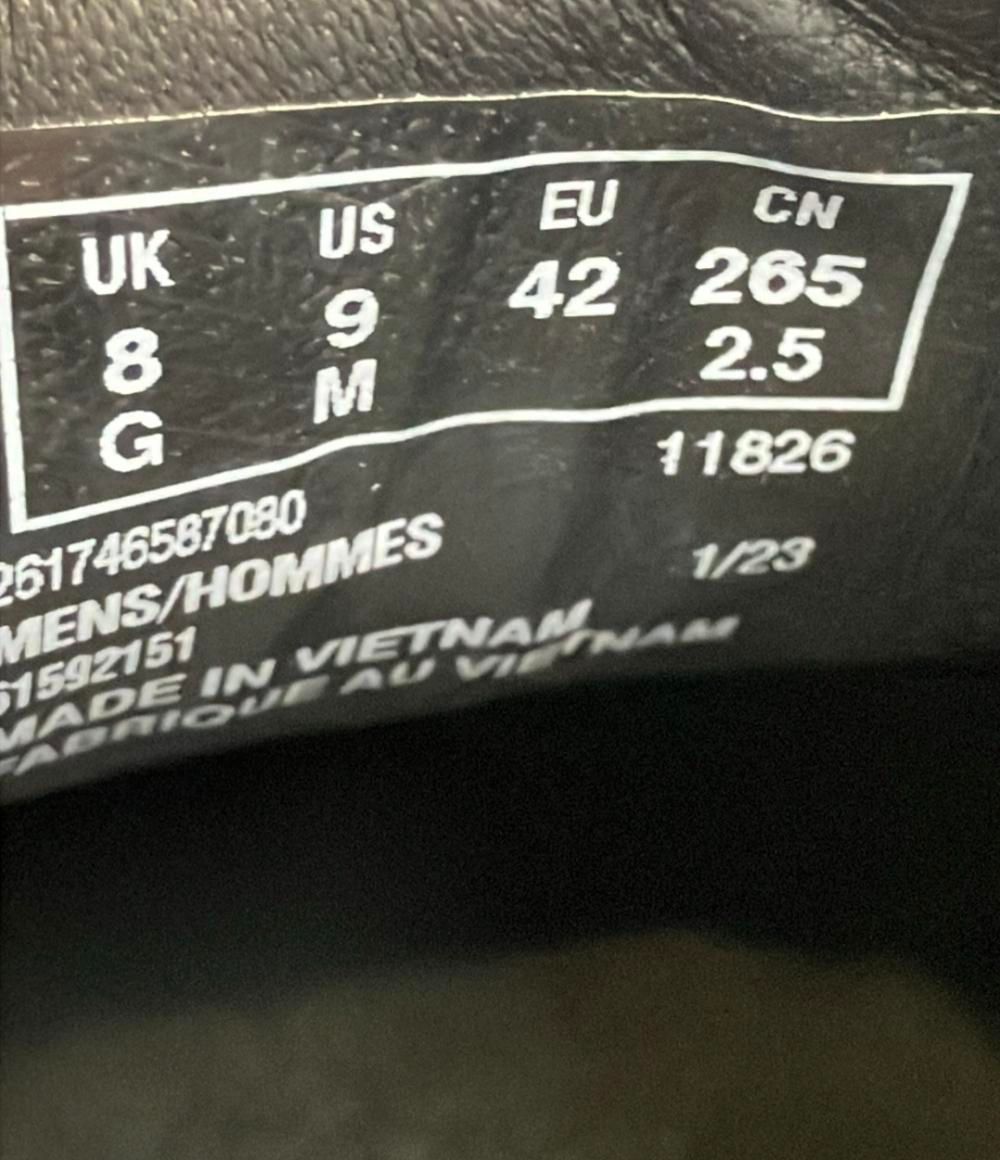 UK US EU CN
8 9 42 265
G M 2.5
11826
261746587080
MENS/HOMMES 1/23
61592151
MADE IN VIETNAM
FABRIQUE AU VIETNAM